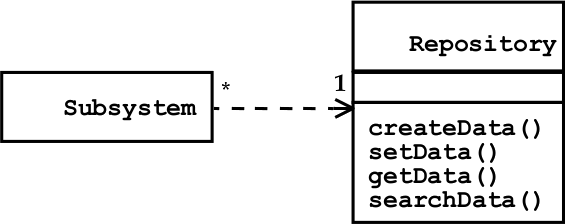 Repository
Subsystem
*
1
createData()
setData()
getData()
searchData()